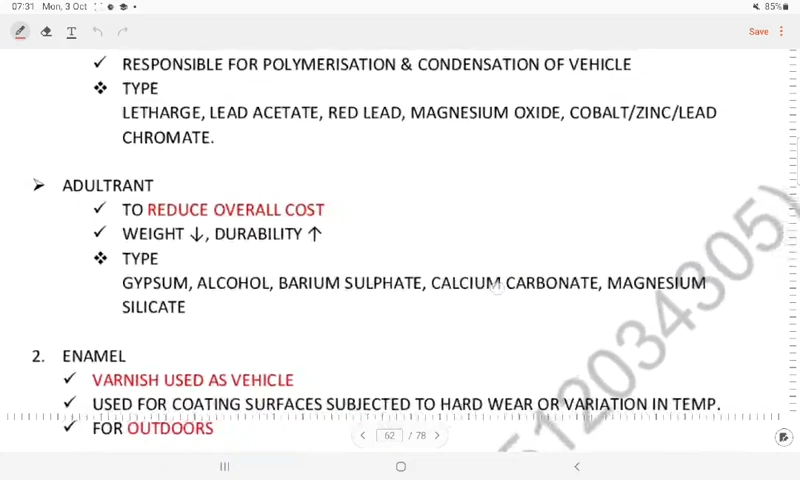 07:31 Mon, 3 Oct 85%
T Save
✓ RESPONSIBLE FOR POLYMERISATION & CONDENSATION OF VEHICLE
❖ TYPE
LETHARGE, LEAD ACETATE, RED LEAD, MAGNESIUM OXIDE, COBALT/ZINC/LEAD
CHROMATE.
➢ ADULTRANT
✓ TO REDUCE OVERALL COST
✓ WEIGHT ↓, DURABILITY ↑
❖ TYPE
GYPSUM, ALCOHOL, BARIUM SULPHATE, CALCIUM CARBONATE, MAGNESIUM
SILICATE
2. ENAMEL
✓ VARNISH USED AS VEHICLE
✓ USED FOR COATING SURFACES SUBJECTED TO HARD WEAR OR VARIATION IN TEMP.
✓ FOR OUTDOORS
62 / 78
512034305)